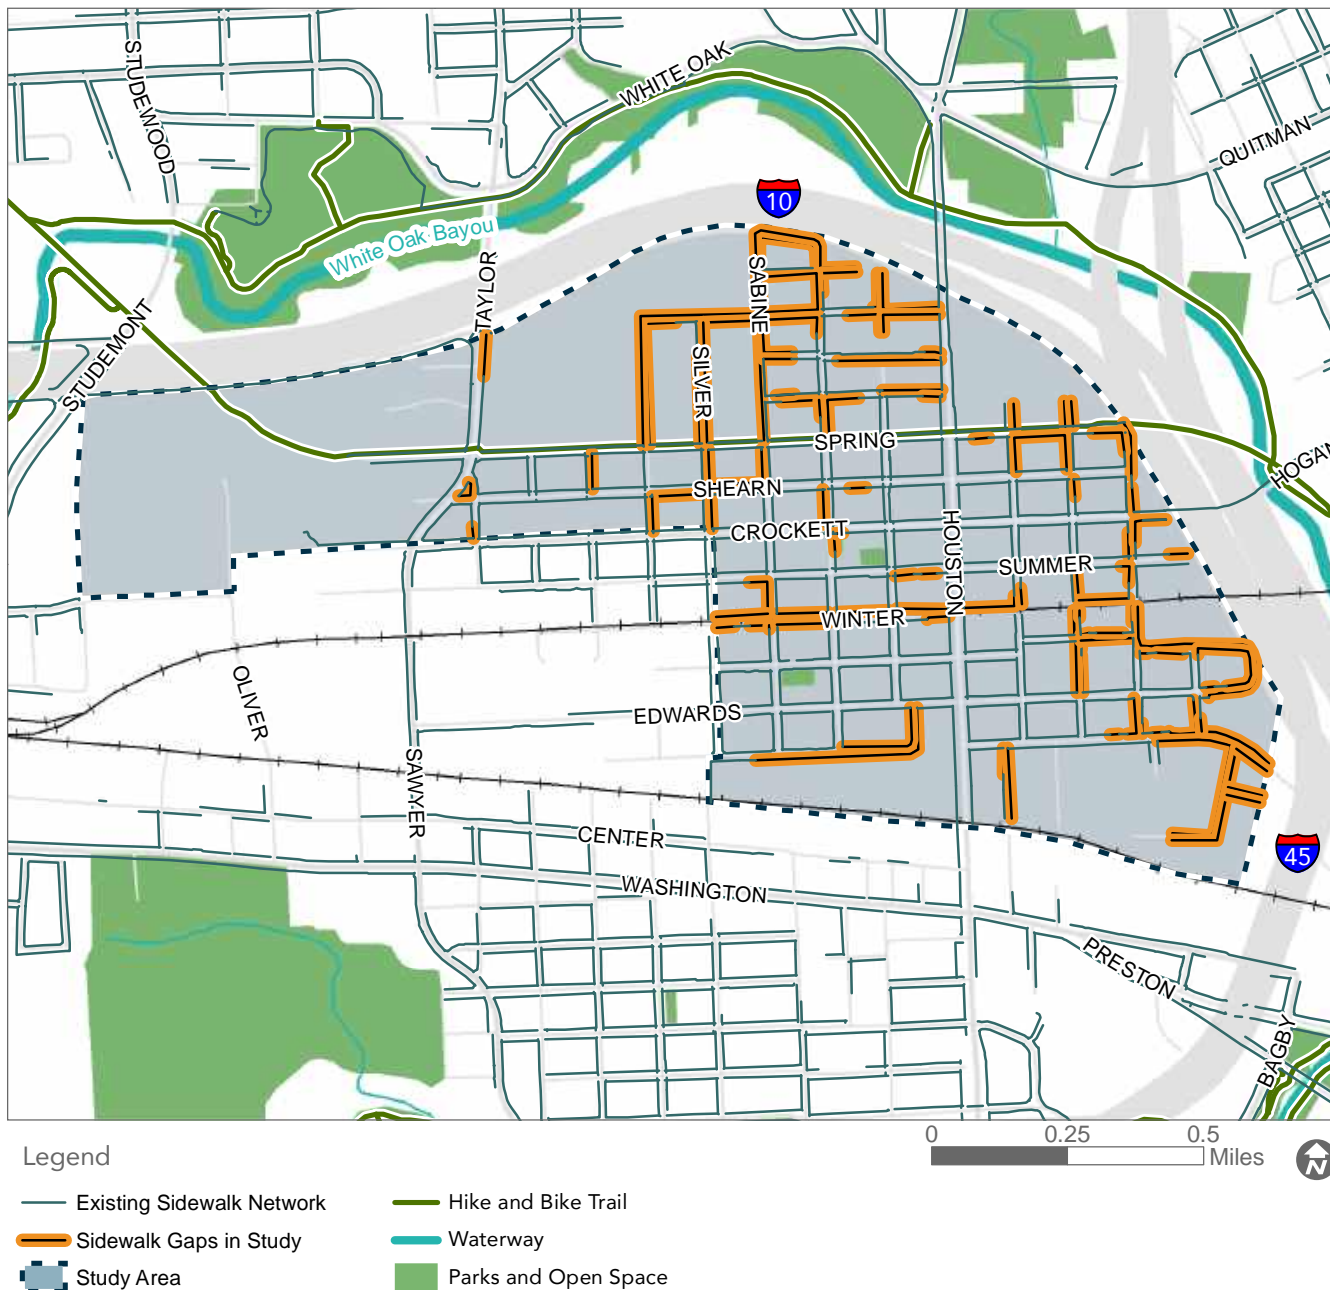 STUDEWOOD
WHITE OAK
QUITMAN
10
White Oak Bayou
TAYLOR
SABINE
STUDEMONT
SILVER
SPRING
HOGAN
SHEARN
CROCKETT
HOUSTON
SUMMER
WINTER
OLIVER
EDWARDS
SAWYER
CENTER
45
WASHINGTON
PRESTON
BAGBY
Legend
0 0.25 0.5
Miles
N
Existing Sidewalk Network
Hike and Bike Trail
Sidewalk Gaps in Study
Waterway
Study Area
Parks and Open Space